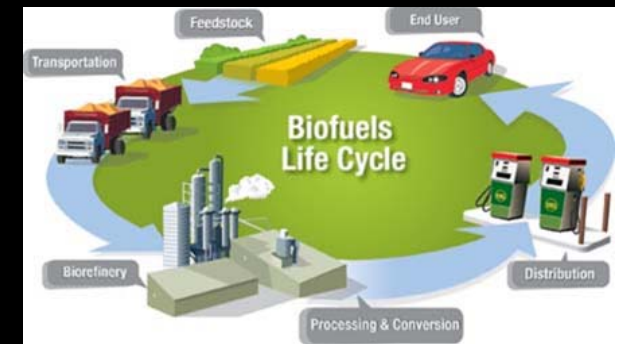 Feedstock
End User
Transportation
Biofuels
Life Cycle
Biorefinery
Distribution
Processing & Conversion